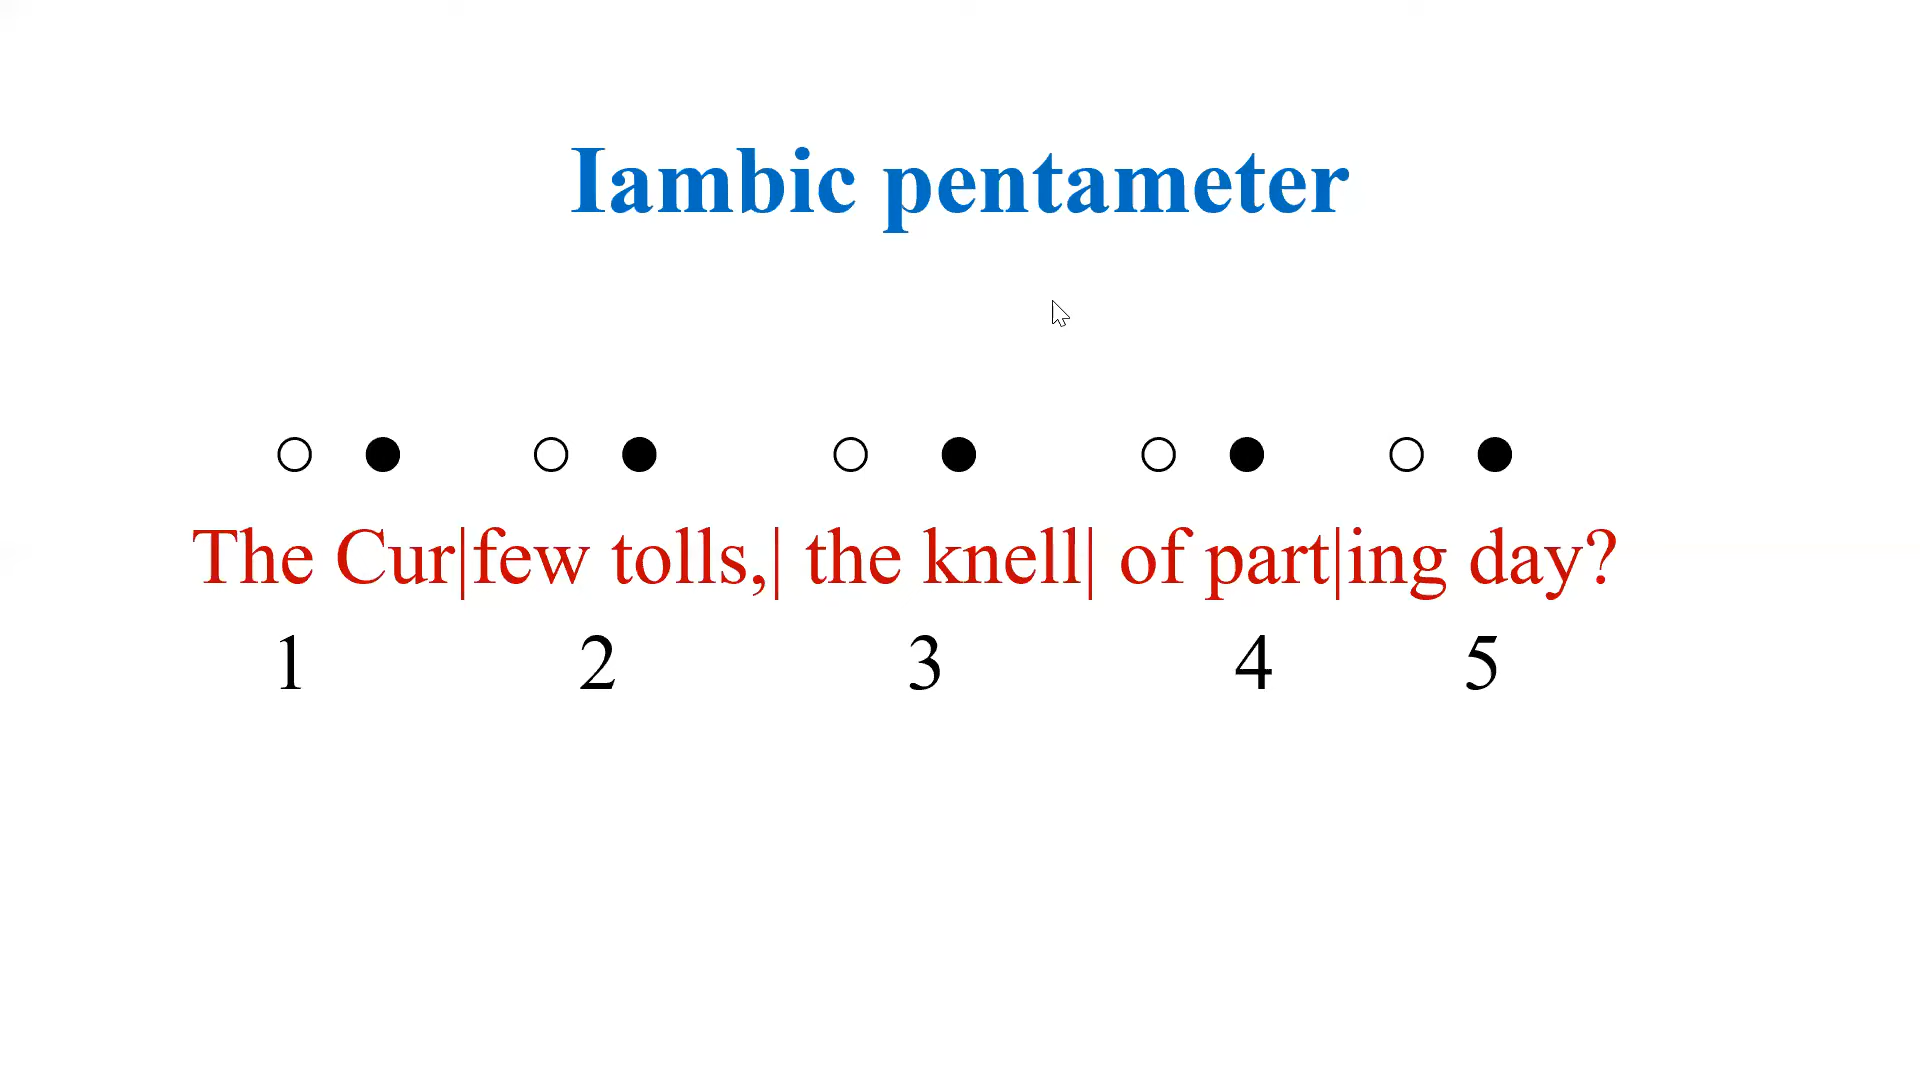 Iambic pentameter
The Cur|few tolls,| the knell| of part|ing day?
1 2 3 4 5